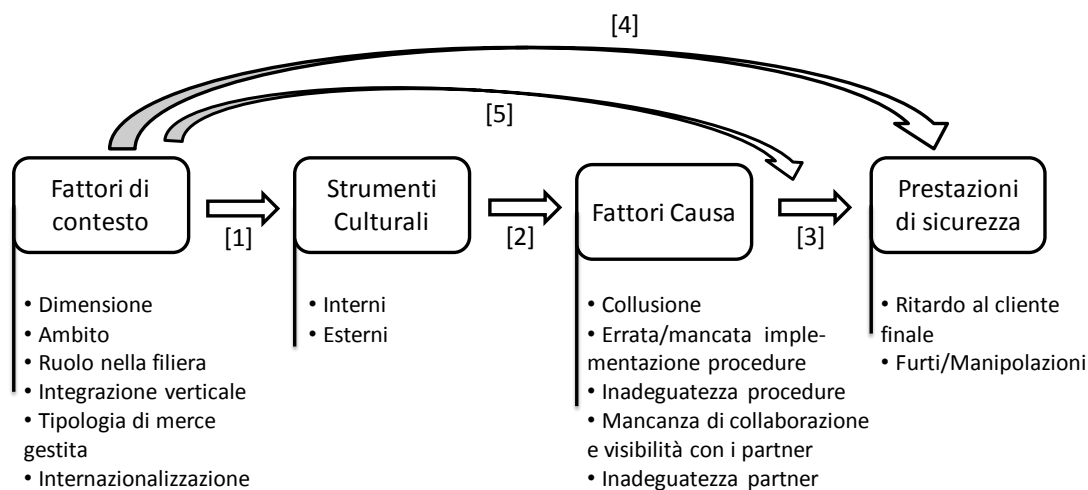 [4]
[5]
Fattori di
contesto
[1]
Strumenti
Culturali
[2]
Fattori Causa
[3]
Prestazioni
di sicurezza
• Dimensione
• Ambito
• Ruolo nella filiera
• Integrazione verticale
• Tipologia di merce
gestita
• Internalizzazione
• Interni
• Esterni
• Collusione
• Errata/mancata imple-
mentazione procedure
• Inadeguatezza procedure
• Mancanza di collaborazione
e visibilità con i partner
• Inadeguatezza partner
• Ritardo al cliente
finale
• Furti/Manipolazioni